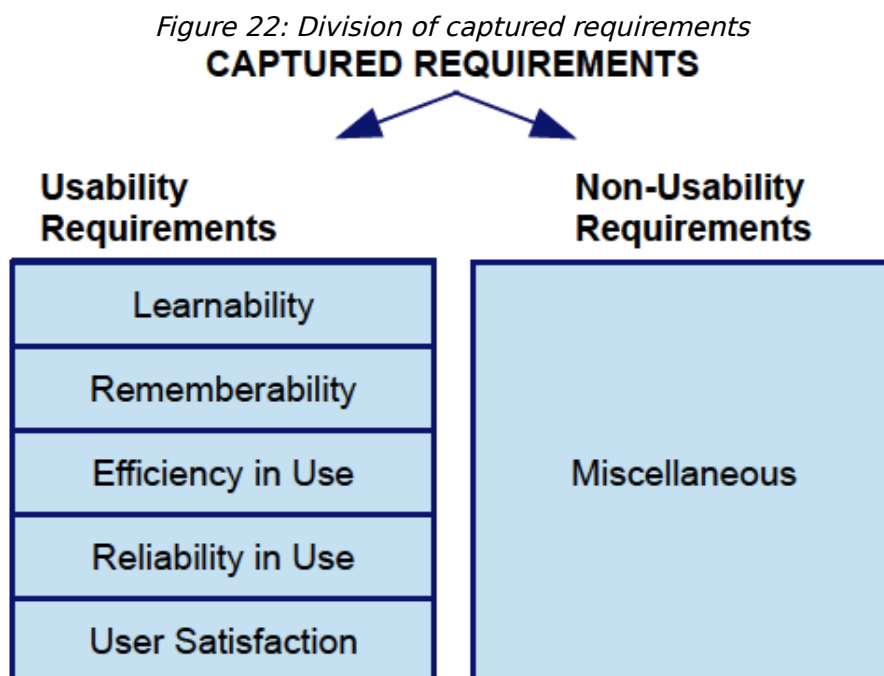 Figure 22: Division of captured requirements
CAPTURED REQUIREMENTS
Usability
Requirements
Learnability
Rememberability
Efficiency in Use
Reliability in Use
User Satisfaction
Non-Usability
Requirements
Miscellaneous